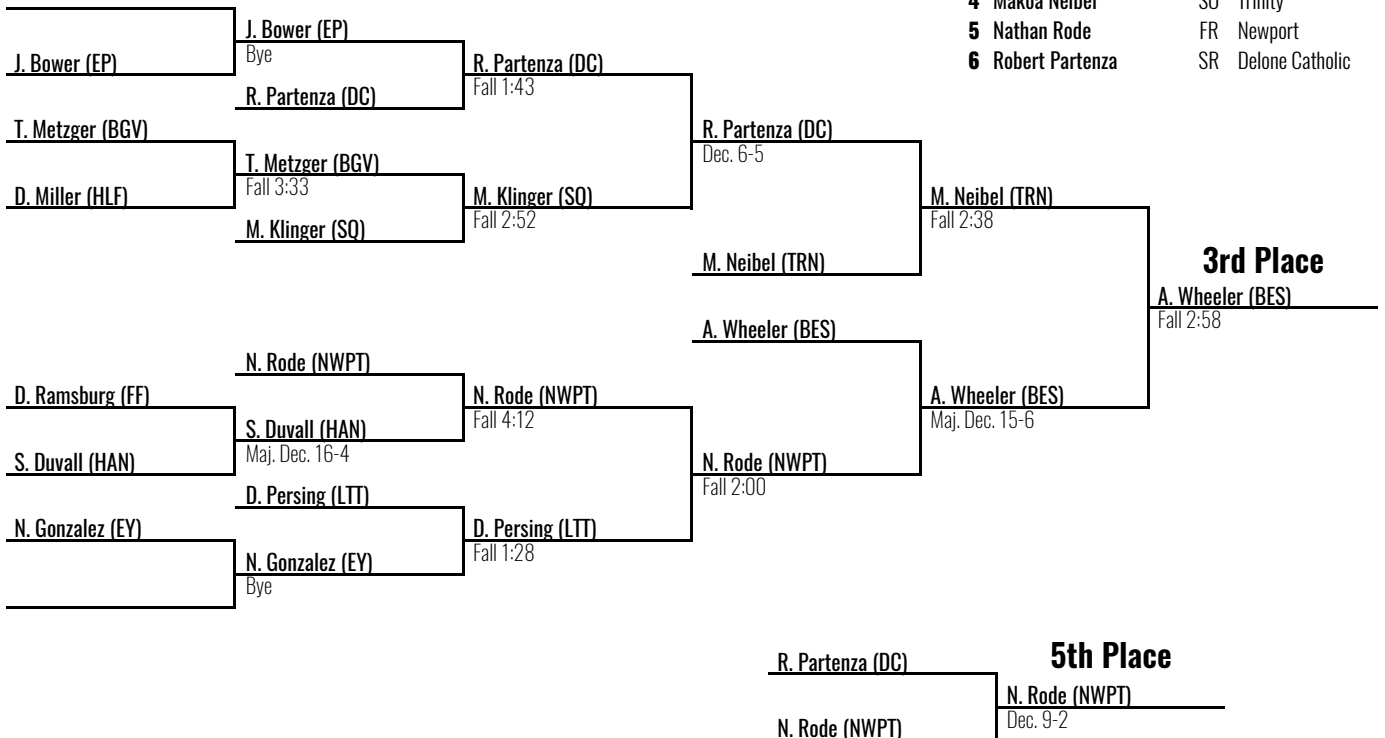 4 Makoa Neibel SO Trinity
5 Nathan Rode FR Newport
6 Robert Partenza SR Delone Catholic
J. Bower (EP)
Bye
J. Bower (EP)
R. Partenza (DC)
Fall 1:43
R. Partenza (DC)
T. Metzger (BGV)
R. Partenza (DC)
Dec. 6-5
T. Metzger (BGV)
Fall 3:33
D. Miller (HLF)
M. Klinger (SQ)
Fall 2:52
M. Neibel (TRN)
Fall 2:38
M. Klinger (SQ)
M. Neibel (TRN)
3rd Place
A. Wheeler (BES)
Fall 2:58
A. Wheeler (BES)
N. Rode (NWPT)
D. Ramsburg (FF)
N. Rode (NWPT)
Fall 4:12
A. Wheeler (BES)
Maj. Dec. 15-6
S. Duvall (HAN)
Maj. Dec. 16-4
S. Duvall (HAN)
N. Rode (NWPT)
Fall 2:00
D. Persing (LTT)
N. Gonzalez (EY)
D. Persing (LTT)
Fall 1:28
N. Gonzalez (EY)
Bye
5th Place
R. Partenza (DC)
N. Rode (NWPT)
Dec. 9-2
N. Rode (NWPT)